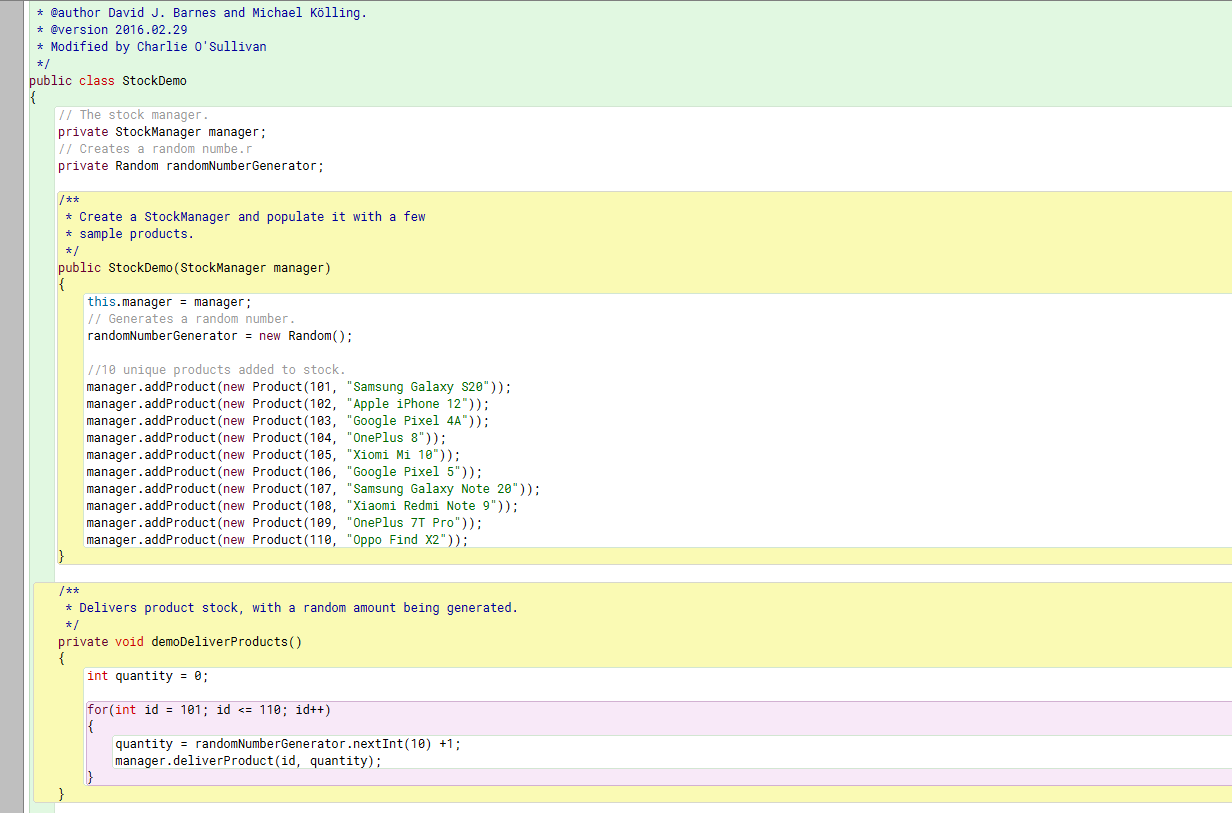 * @author David J. Barnes and Michael Kölling.
* @version 2016.02.29
* Modified by Charlie O'Sullivan
*/
public class StockDemo
{
// The stock manager.
private StockManager manager;
// Creates a random numbe.r
private Random randomNumberGenerator;
/**
* Create a StockManager and populate it with a few
* sample products.
*/
public StockDemo(StockManager manager)
{
this.manager = manager;
// Generates a random number.
randomNumberGenerator = new Random();
//10 unique products added to stock.
manager.addProduct(new Product(101, "Samsung Galaxy S20"));
manager.addProduct(new Product(102, "Apple iPhone 12"));
manager.addProduct(new Product(103, "Google Pixel 4A"));
manager.addProduct(new Product(104, "OnePlus 8"));
manager.addProduct(new Product(105, "Xiomi Mi 10"));
manager.addProduct(new Product(106, "Google Pixel 5"));
manager.addProduct(new Product(107, "Samsung Galaxy Note 20"));
manager.addProduct(new Product(108, "Xiaomi Redmi Note 9"));
manager.addProduct(new Product(109, "OnePlus 7T Pro"));
manager.addProduct(new Product(110, "Oppo Find X2"));
}
/**
* Delivers product stock, with a random amount being generated.
*/
private void demoDeliverProducts()
{
int quantity = 0;
for(int id = 101; id <= 110; id++)
{
quantity = randomNumberGenerator.nextInt(10) +1;
manager.deliverProduct(id, quantity);
}
}